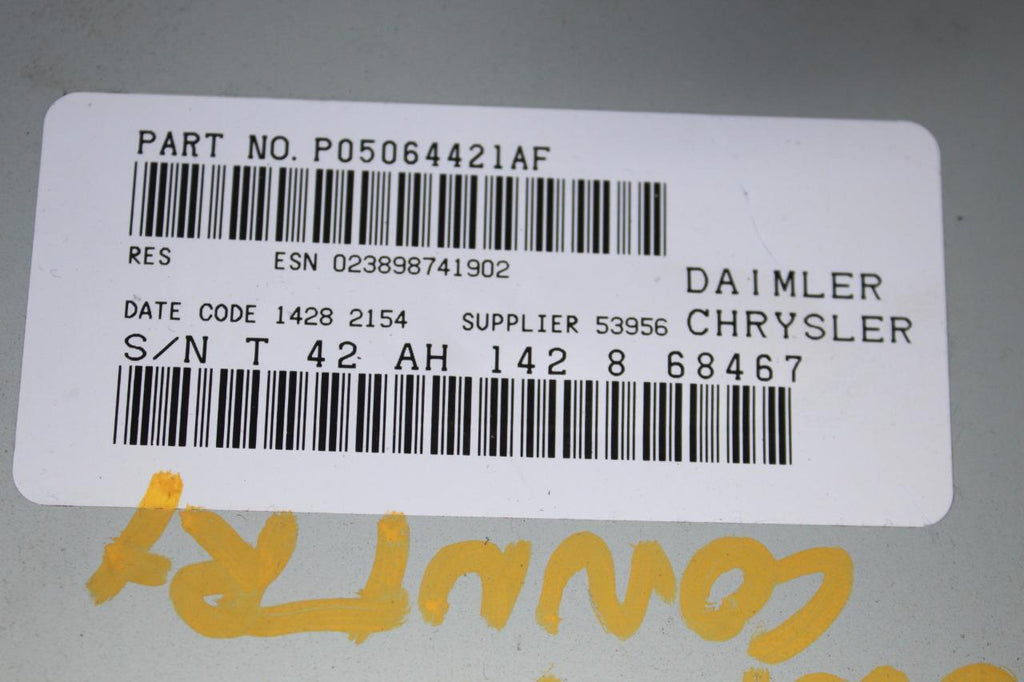 PART NO. P05064421AF
RES ESN 023898741902
DATE CODE 1428 2154 SUPPLIER 53956
DAIMLER
CHRYSLER
S/N T 42 AH 142 8 68467
COUNTRY